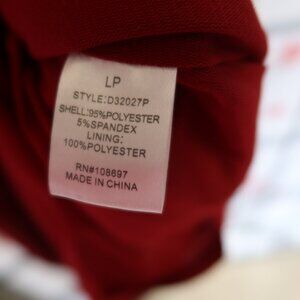 LP
STYLE:D32027P
SHELL:95%POLYESTER
5%SPANDEX
LINING:
100%POLYESTER
RN#108697
MADE IN CHINA